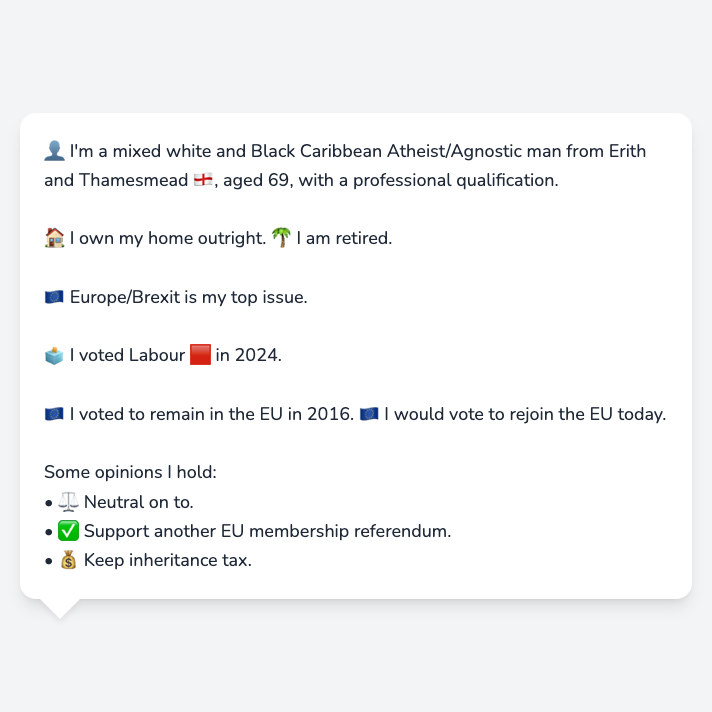 👤 I'm a mixed white and Black Caribbean Atheist/Agnostic man from Erith
and Thamesmead 🏴󠁧󠁢󠁥󠁮󠁧󠁿, aged 69, with a professional qualification.
🏠 I own my home outright. 🌴 I am retired.
🇪🇺 Europe/Brexit is my top issue.
🗳️ I voted Labour 🟥 in 2024.
🇪🇺 I voted to remain in the EU in 2016. 🇪🇺 I would vote to rejoin the EU today.
Some opinions I hold:
• ⚖️ Neutral on to.
• ✅ Support another EU membership referendum.
• 💰 Keep inheritance tax.